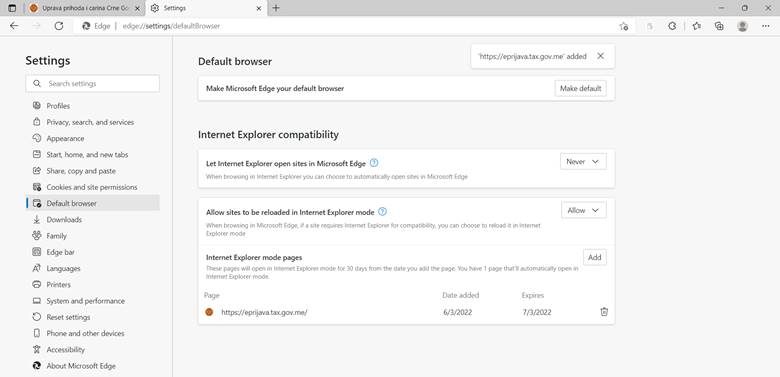 Uprava prihoda i carina Crne Go
Settings
Edge
edge://settings/defaultBrowser
Settings
Search settings
Profiles
Privacy, search, and services
Appearance
Start, home, and new tabs
Share, copy and paste
Cookies and site permissions
Default browser
Downloads
Family
Edge bar
Languages
Printers
System and performance
Reset settings
Phone and other devices
Accessibility
About Microsoft Edge
'https://eprijava.tax.gov.me' added
Default browser
Make Microsoft Edge your default browser
Make default
Internet Explorer compatibility
Let Internet Explorer open sites in Microsoft Edge
Never
When browsing in Internet Explorer you can choose to automatically open sites in Microsoft Edge
Allow sites to be reloaded in Internet Explorer mode
Allow
When browsing in Microsoft Edge, if a site requires Internet Explorer for compatibility, you can choose to reload it in Internet
Explorer mode
Internet Explorer mode pages
Add
These pages will open in Internet Explorer mode for 30 days from the date you add the page. You have 1 page that'll automatically open in
Internet Explorer mode.
Page Date added Expires
https://eprijava.tax.gov.me/ 6/3/2022 7/3/2022